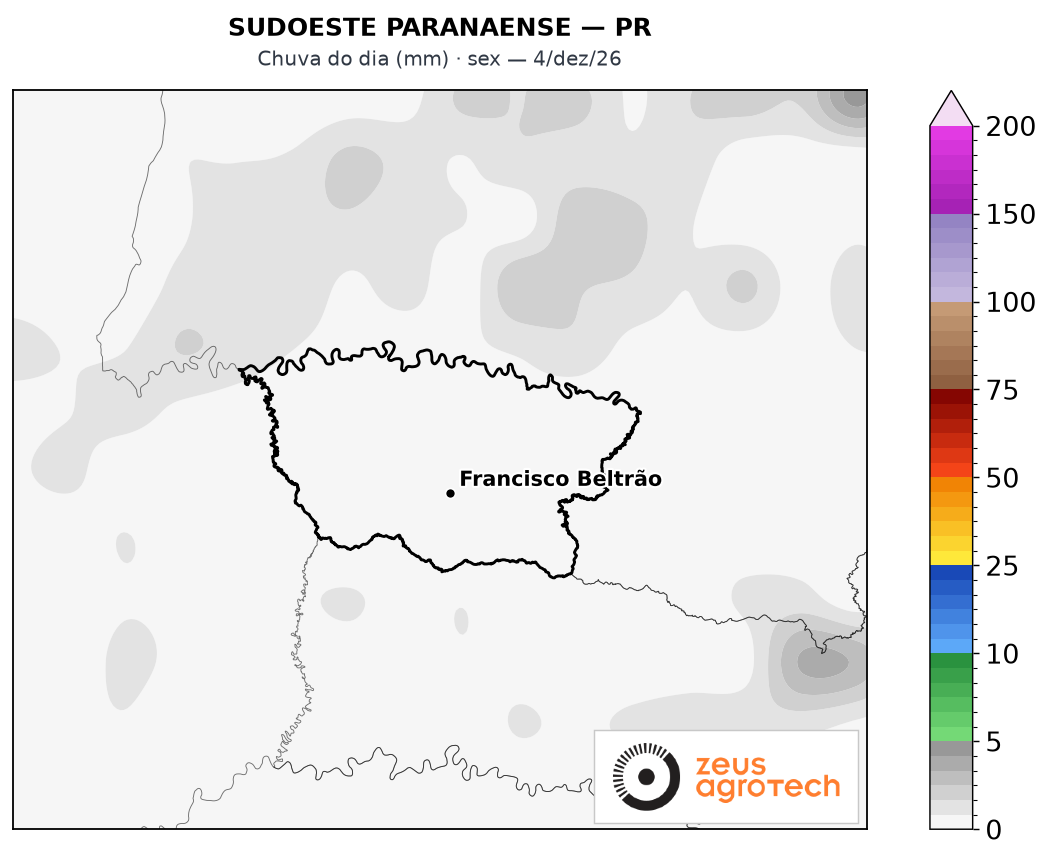 SUDOESTE PARANAENSE — PR
Chuva do dia (mm) · sex — 4/dez/26
200
150
100
75
50
25
10
5
0
Francisco Beltrão
zeus
agrotech